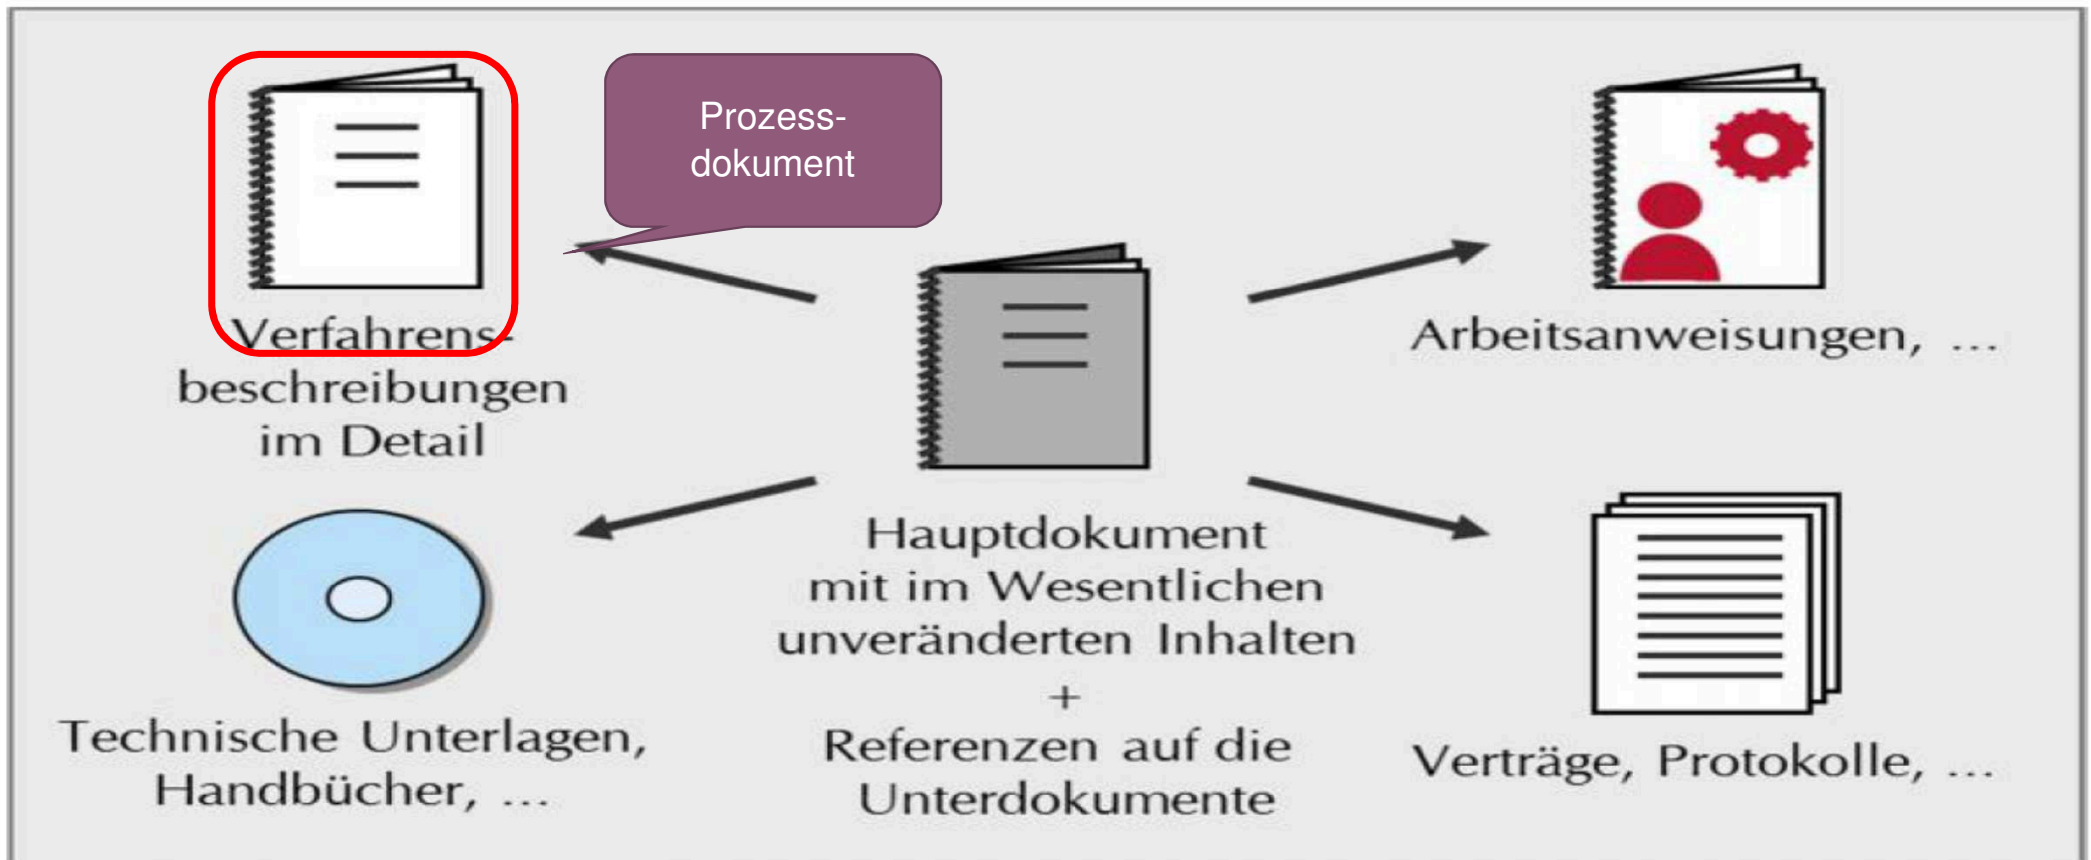 Prozess-
dokument
Verfahrens-
beschreibungen
im Detail
Arbeitsanweisungen, ...
Hauptdokument
mit im Wesentlichen
unveränderten Inhalten
+
Referenzen auf die
Unterdokumente
Technische Unterlagen,
Handbücher, ...
Verträge, Protokolle, ...